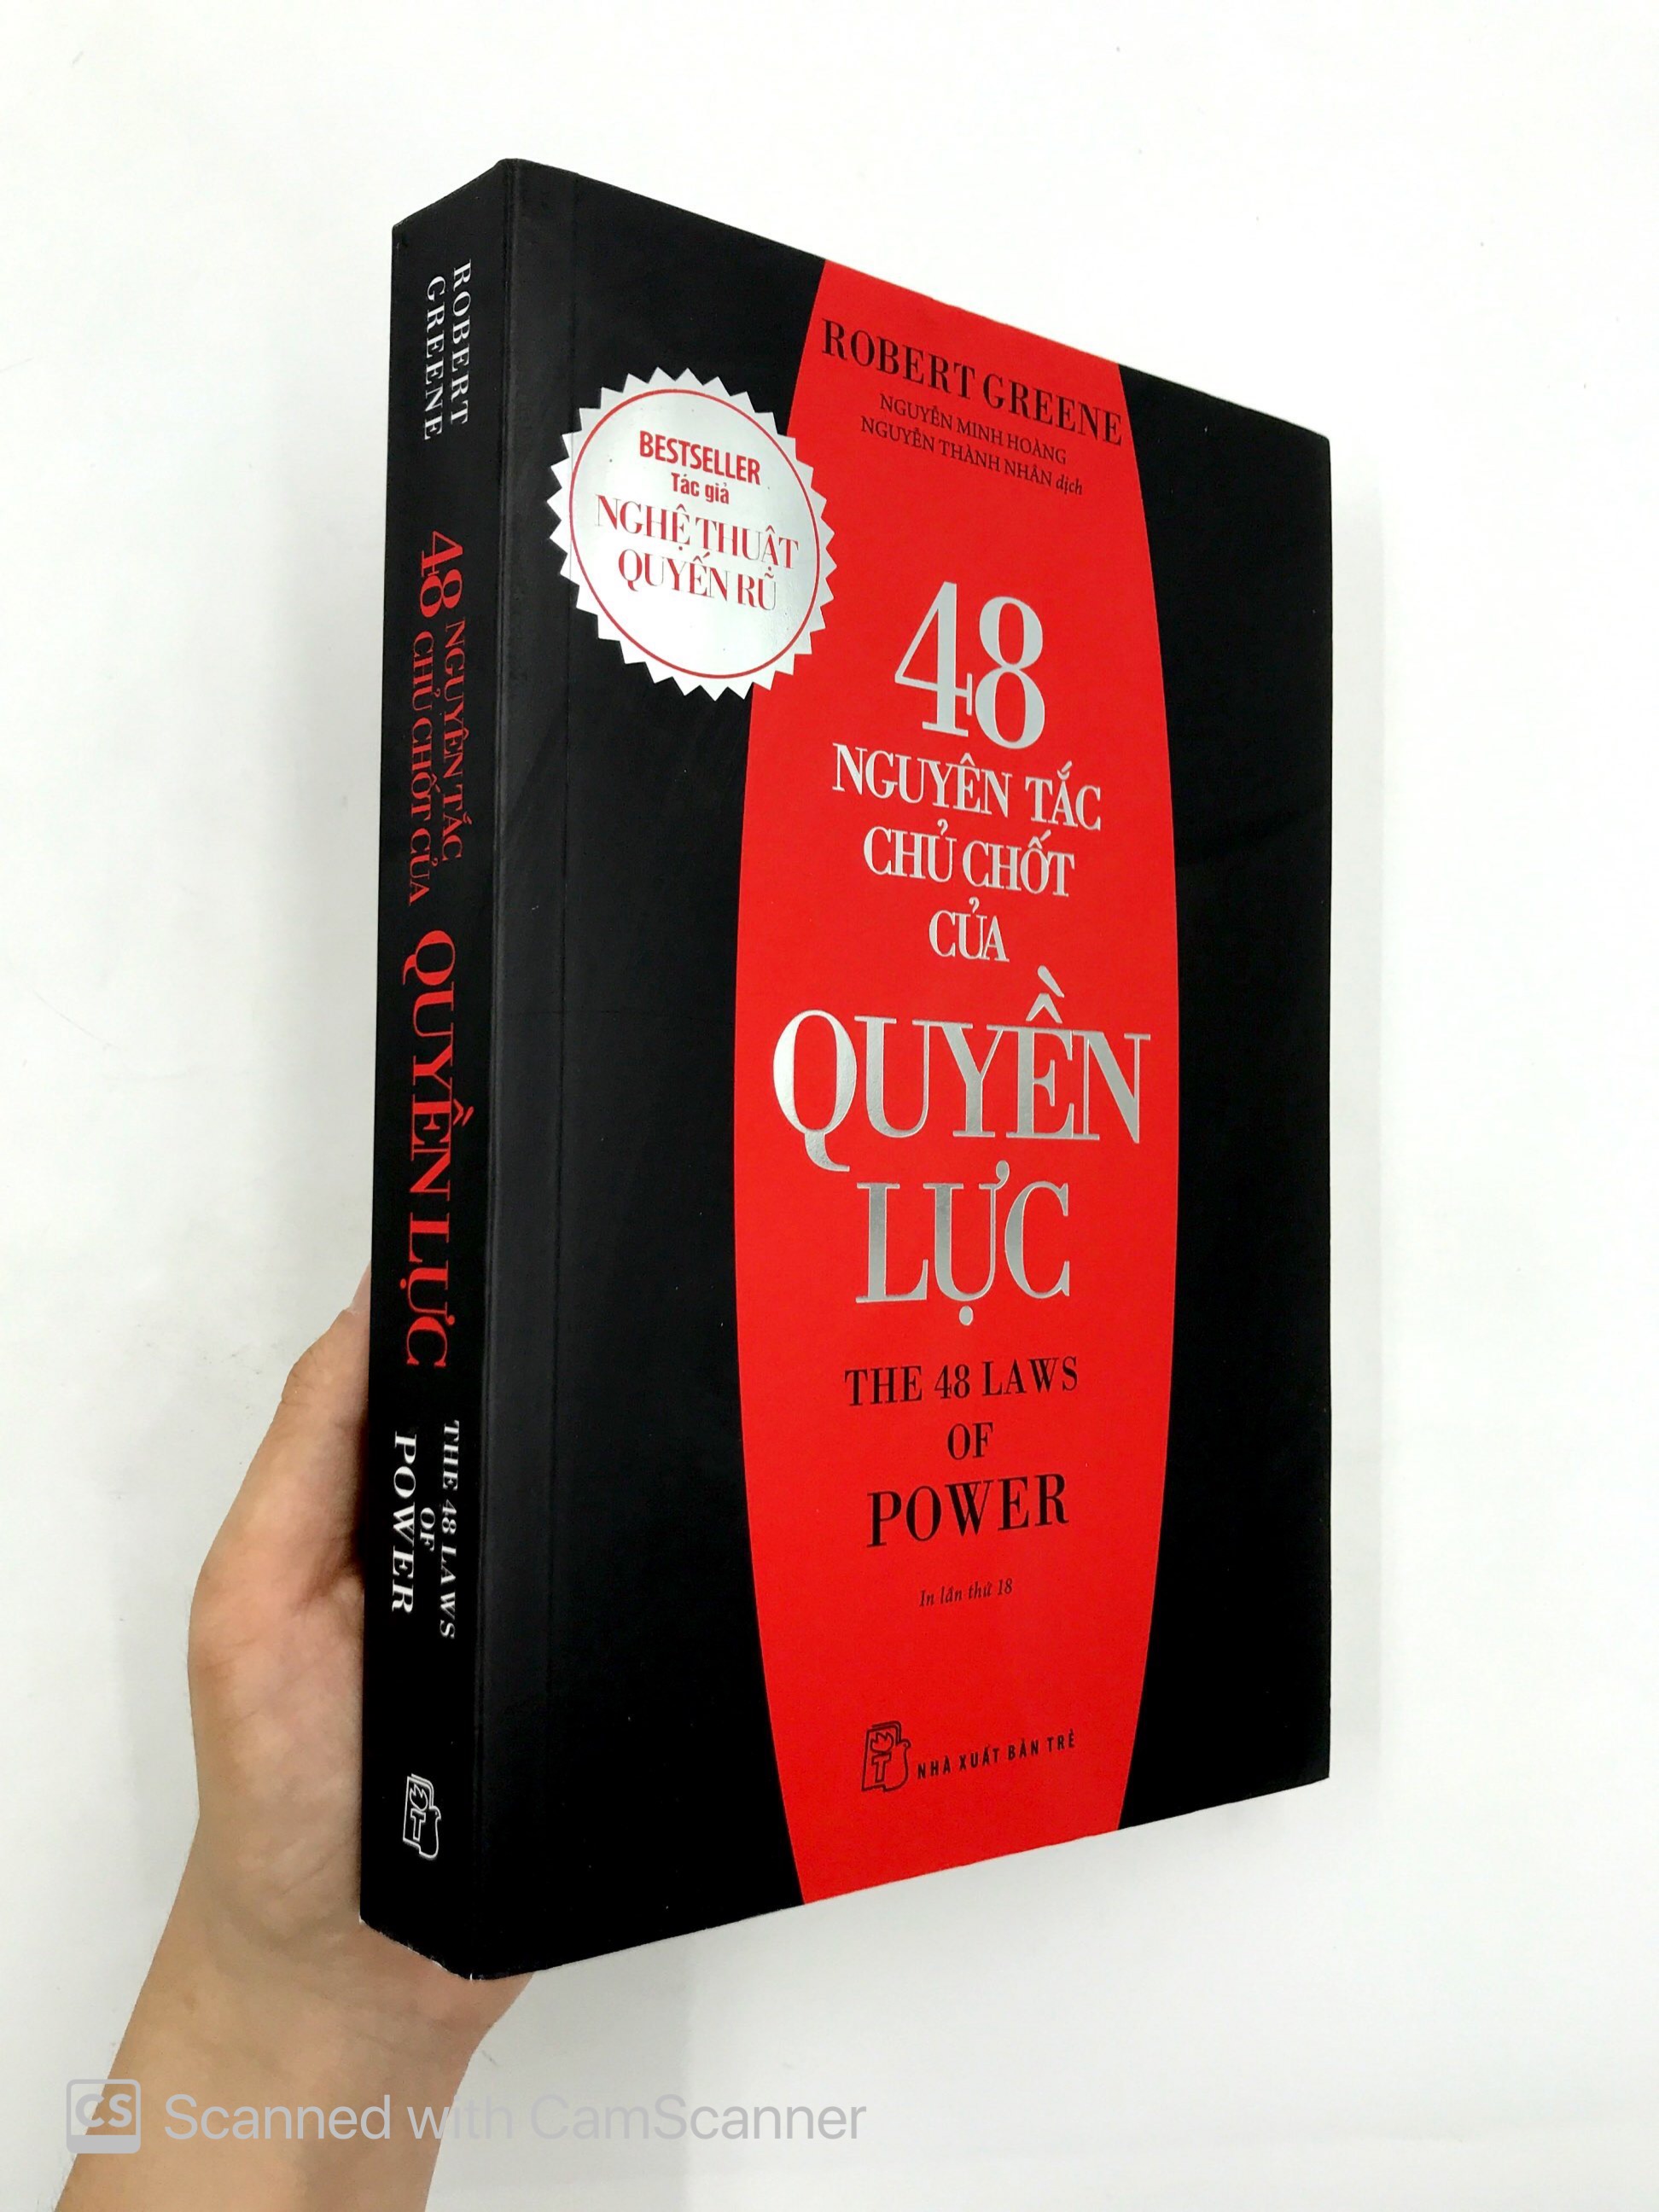 ROBERT
GREENE
48 NGUYÊN TẮC
CHỦ CHỐT CỦA
QUYỀN LỰC
THE 48 LAWS
OF
POWER
BESTSELLER
Tác giả
NGHỆ THUẬT
QUYẾN RŨ
ROBERT GREENE
NGUYỄN MINH HOÀNG
NGUYỄN THÀNH NHÂN dịch
48
NGUYÊN TẮC
CHỦ CHỐT
CỦA
QUYỀN
LỰC
THE 48 LAWS
OF
POWER
In lần thứ 18
NHÀ XUẤT BẢN TRẺ
CS Scanned with CamScanner